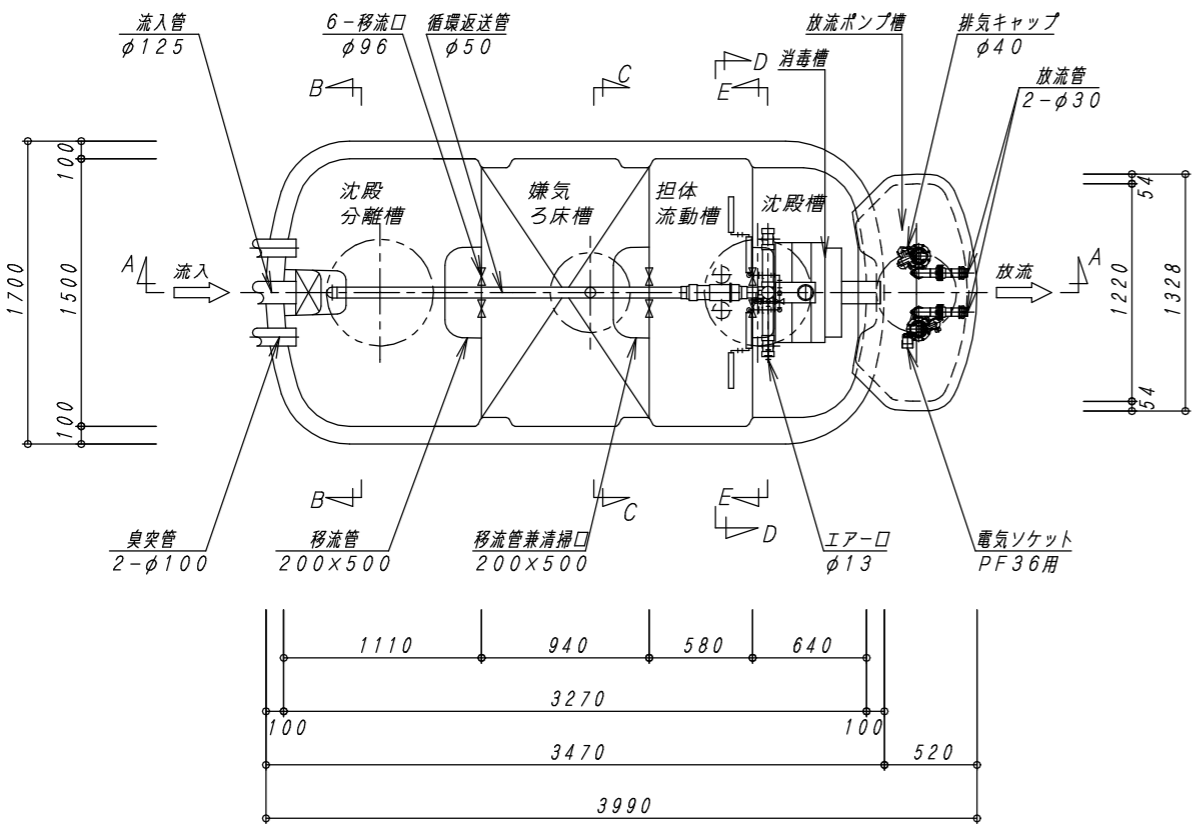 流入管
φ125
6-移流口
φ96
循環返送管
φ50
放流ポンプ槽
消毒槽
排気キャップ
φ40
放流管
2-φ30
B
C
D
E
沈殿
分離槽
嫌気
ろ床槽
担体
流動槽
沈殿槽
A
流入
放流
A
100
1500
100
1700
54
1220
54
1328
B
C
E
D
臭突管
2-φ100
移流管
200×500
移流管兼清掃口
200×500
エアー口
φ13
電気ソケット
PF36用
1110
940
580
640
3270
100
100
3470
520
3990